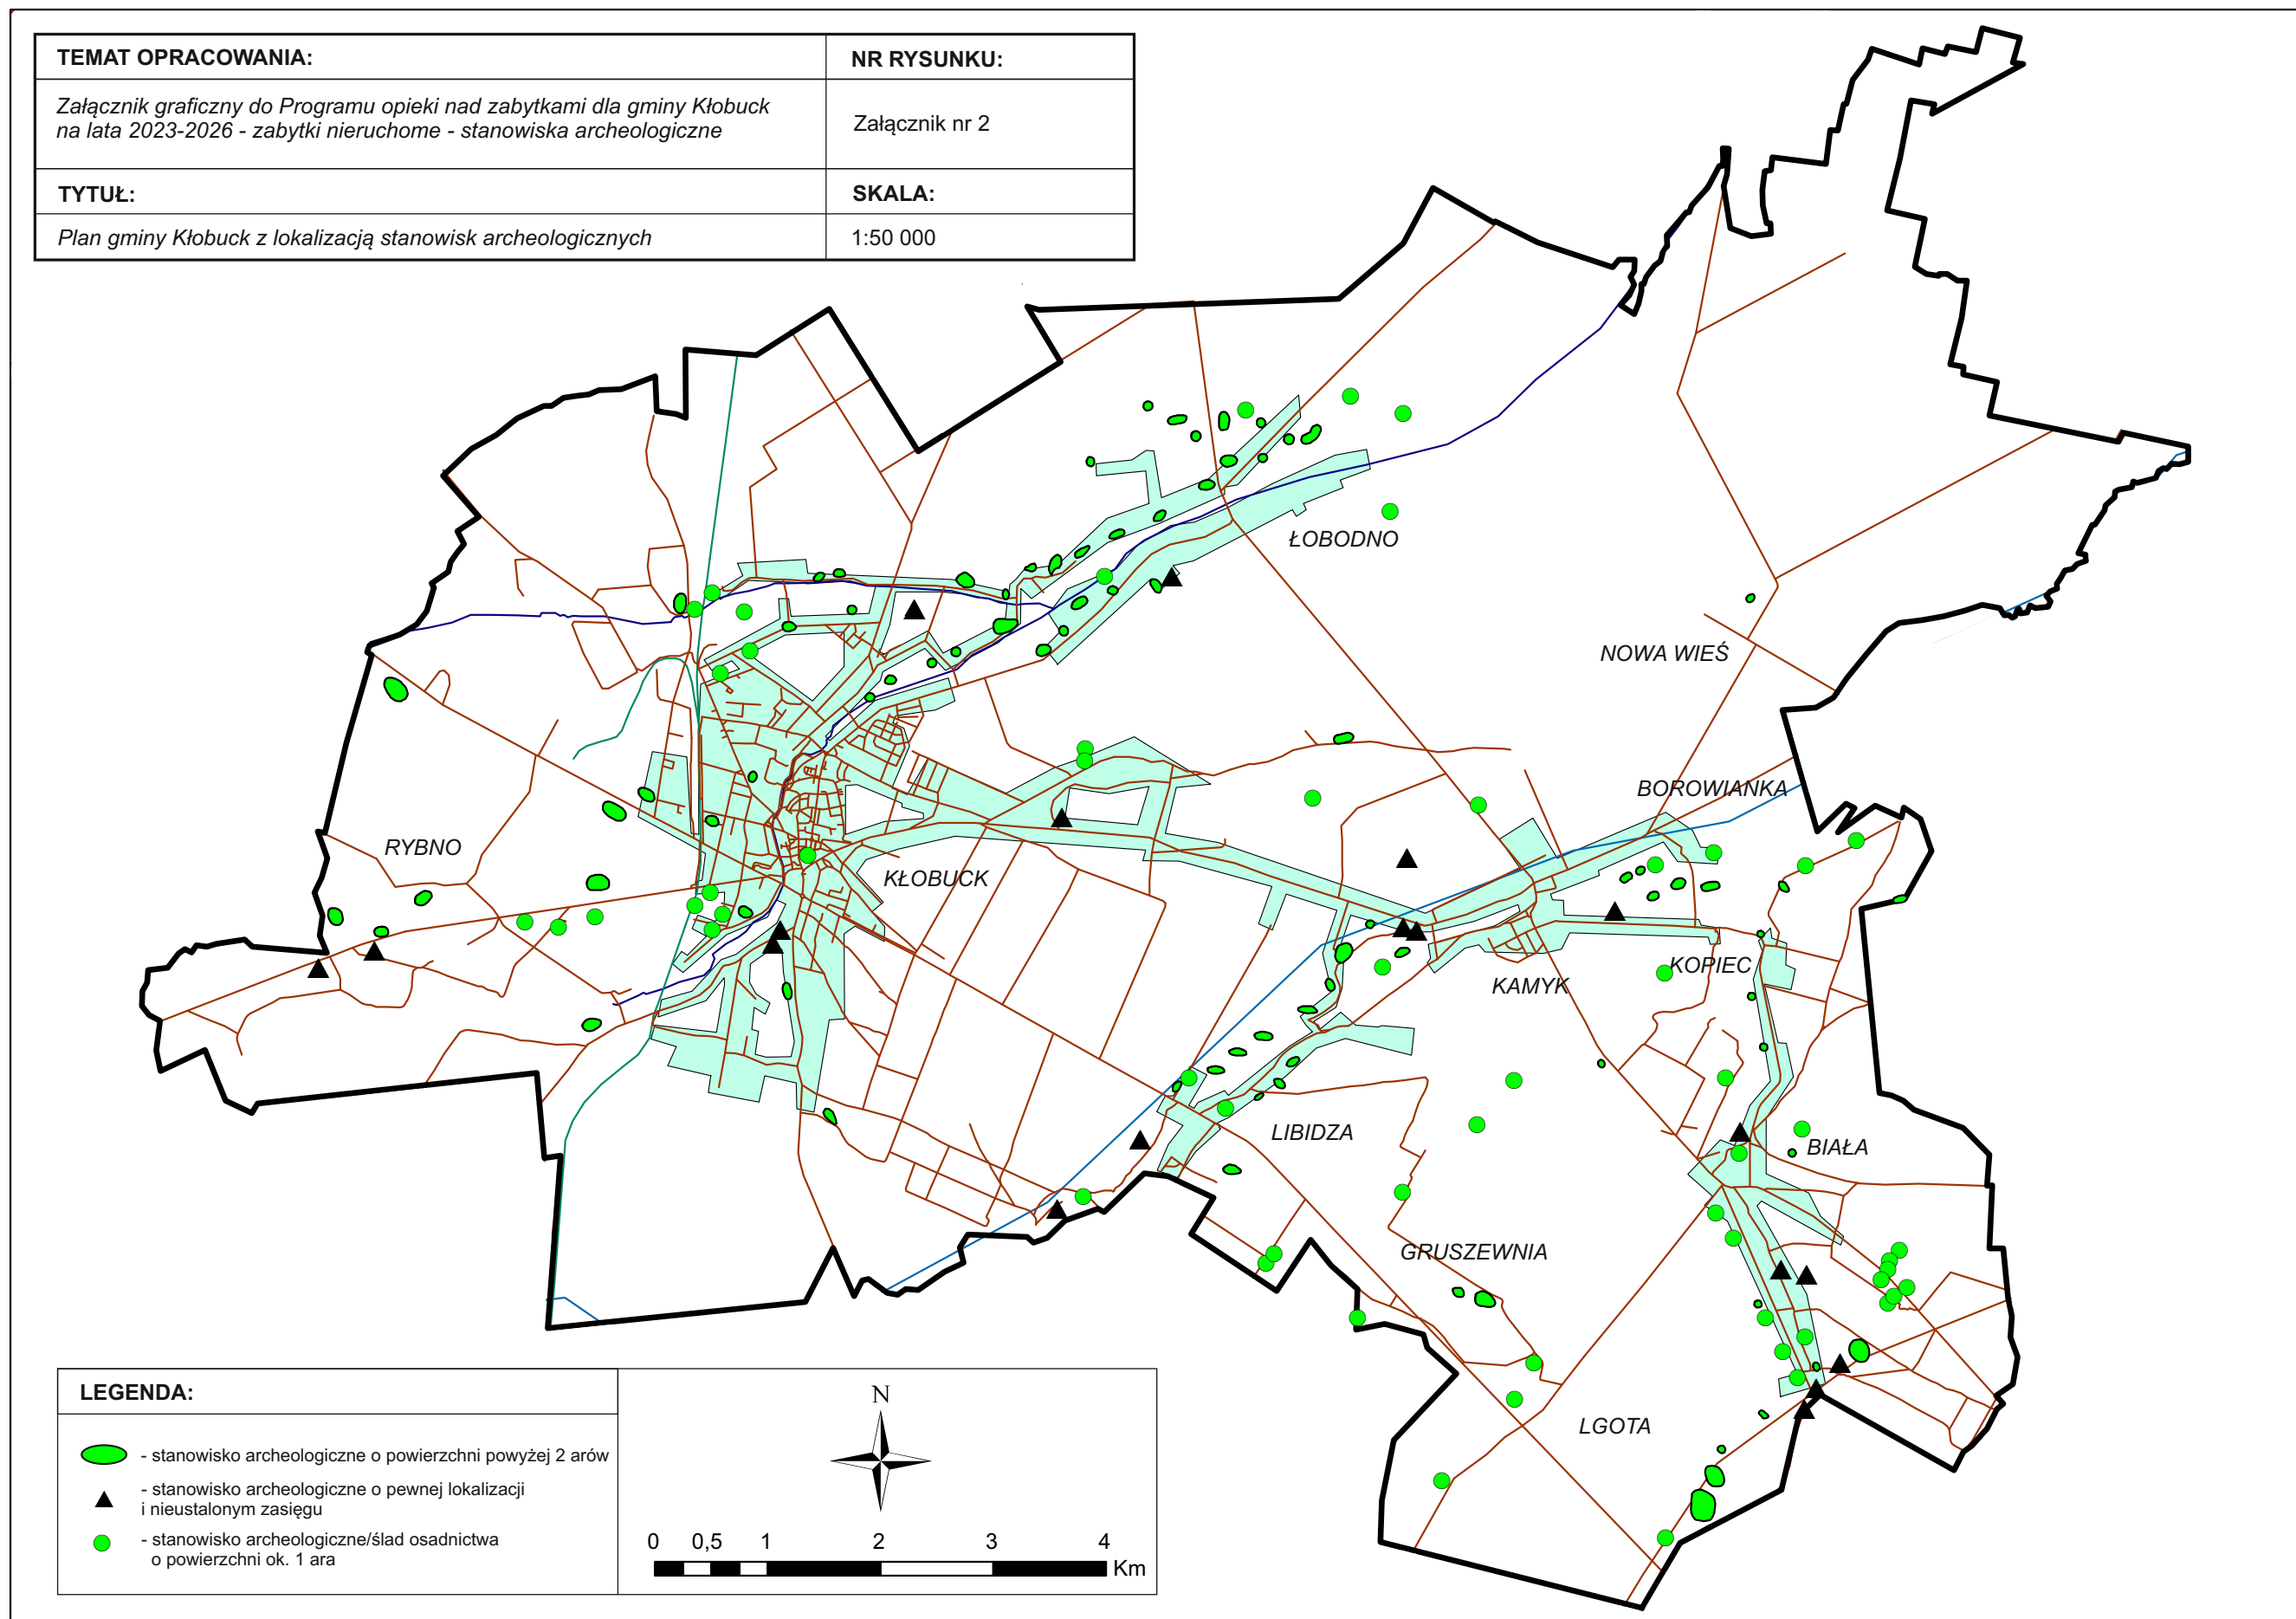 TEMAT OPRACOWANIA:
NR RYSUNKU:
Załącznik graficzny do Programu opieki nad zabytkami dla gminy Kłobuck
na lata 2023-2026 - zabytki nieruchome - stanowiska archeologiczne
Załącznik nr 2
TYTUŁ:
SKALA:
Plan gminy Kłobuck z lokalizacją stanowisk archeologicznych
1:50 000
ŁOBODNO
NOWA WIEŚ
BOROWIANKA
RYBNO
KŁOBUCK
KOPIEC
KAMYK
LIBIDZA
BIAŁA
GRUSZEWNIA
LGOTA
LEGENDA:
- stanowisko archeologiczne o powierzchni powyżej 2 arów
- stanowisko archeologiczne o pewnej lokalizacji
i nieustalonym zasięgu
- stanowisko archeologiczne/ślad osadnictwa
o powierzchni ok. 1 ara
N
0 0,5 1 2 3 4
Km